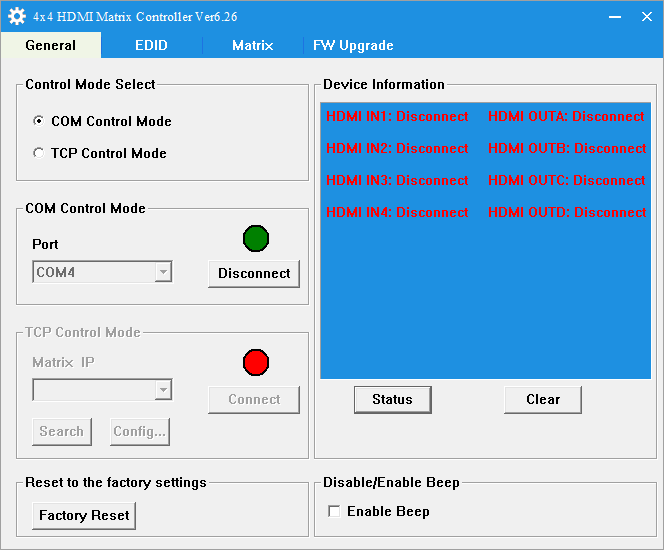 4x4 HDMI Matrix Controller Ver6.26
General EDID Matrix FW Upgrade
Control Mode Select
COM Control Mode
TCP Control Mode
COM Control Mode
Port
COM4
Disconnect
TCP Control Mode
Matrix IP
Connect
Search Config...
Reset to the factory settings
Factory Reset
Device Information
HDMI IN1: Disconnect HDMI OUTA: Disconnect
HDMI IN2: Disconnect HDMI OUTB: Disconnect
HDMI IN3: Disconnect HDMI OUTC: Disconnect
HDMI IN4: Disconnect HDMI OUTD: Disconnect
Status Clear
Disable/Enable Beep
Enable Beep